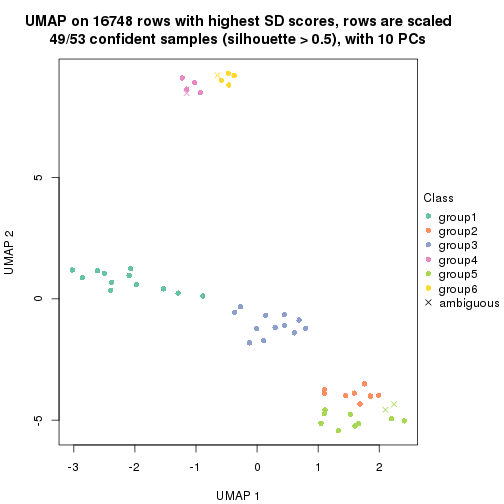 UMAP on 16748 rows with highest SD scores, rows are scaled
49/53 confident samples (silhouette > 0.5), with 10 PCs
UMAP 2
5
0
-5
-3 -2 -1 0 1 2
UMAP 1
Class
group1
group2
group3
group4
group5
group6
ambiguous